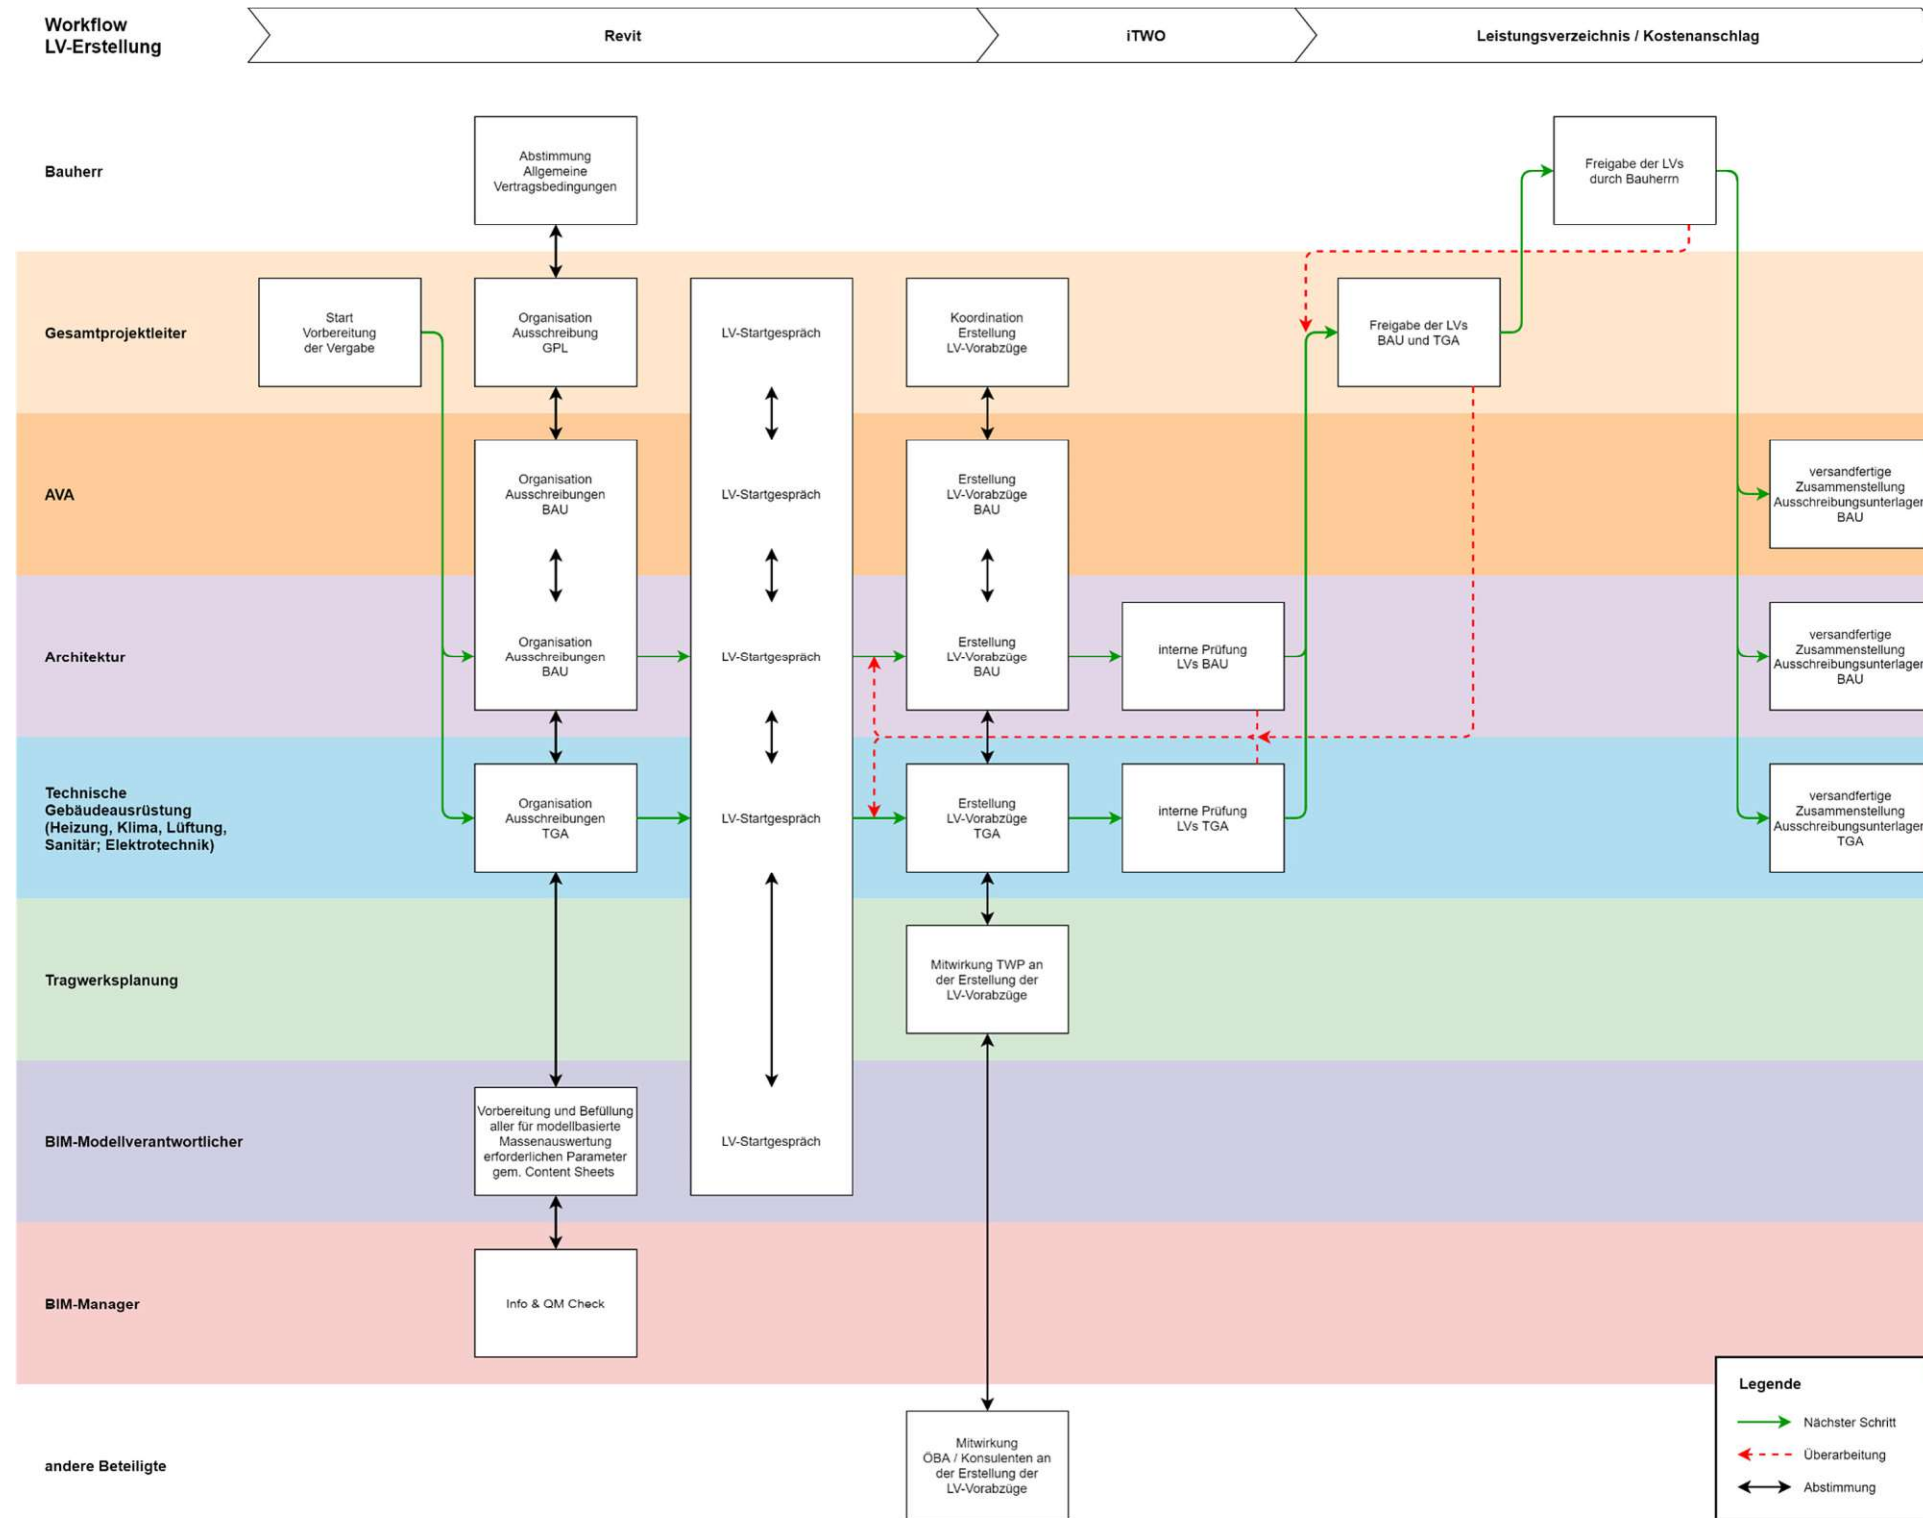 Workflow
LV-Erstellung
Revit
iTWO
Leistungsverzeichnis / Kostenanschlag
Bauherr
Abstimmung
Allgemeine
Vertragsbedingungen
Freigabe der LVs
durch Bauherrn
Gesamtprojektleiter
Start
Vorbereitung
der Vergabe
Organisation
Ausschreibung
GPL
LV-Startgespräch
Koordination
Erstellung
LV-Vorabzüge
Freigabe der LVs
BAU und TGA
AVA
Organisation
Ausschreibungen
BAU
LV-Startgespräch
Erstellung
LV-Vorabzüge
BAU
versandfertige
Zusammenstellung
Ausschreibungsunterlagen
BAU
Architektur
Organisation
Ausschreibungen
BAU
LV-Startgespräch
Erstellung
LV-Vorabzüge
BAU
interne Prüfung
LVs BAU
versandfertige
Zusammenstellung
Ausschreibungsunterlagen
BAU
Technische
Gebäudeausrüstung
(Heizung, Klima, Lüftung,
Sanitär; Elektrotechnik)
Organisation
Ausschreibungen
TGA
LV-Startgespräch
Erstellung
LV-Vorabzüge
TGA
interne Prüfung
LVs TGA
versandfertige
Zusammenstellung
Ausschreibungsunterlagen
TGA
Tragwerksplanung
Mitwirkung TWP an
der Erstellung der
LV-Vorabzüge
BIM-Modellverantwortlicher
Vorbereitung und Befüllung
aller für modellbasierte
Massenauswertung
erforderlichen Parameter
gem. Content Sheets
LV-Startgespräch
BIM-Manager
Info & QM Check
andere Beteiligte
Mitwirkung
ÖBA / Konsulenten an
der Erstellung der
LV-Vorabzüge
Legende
Nächster Schritt
Überarbeitung
Abstimmung